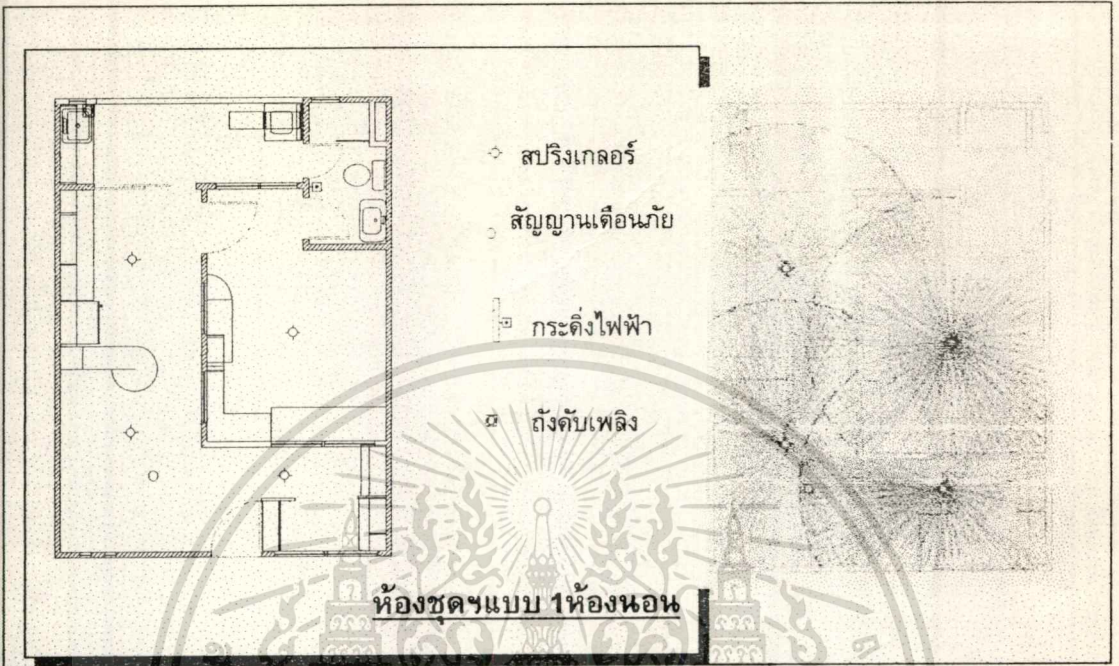 สปริงเกลอร์
สัญญานเตือนภัย
กระดิ่งไฟฟ้า
ถังดับเพลิง
ห้องชุดฯแบบ 1ห้องนอน